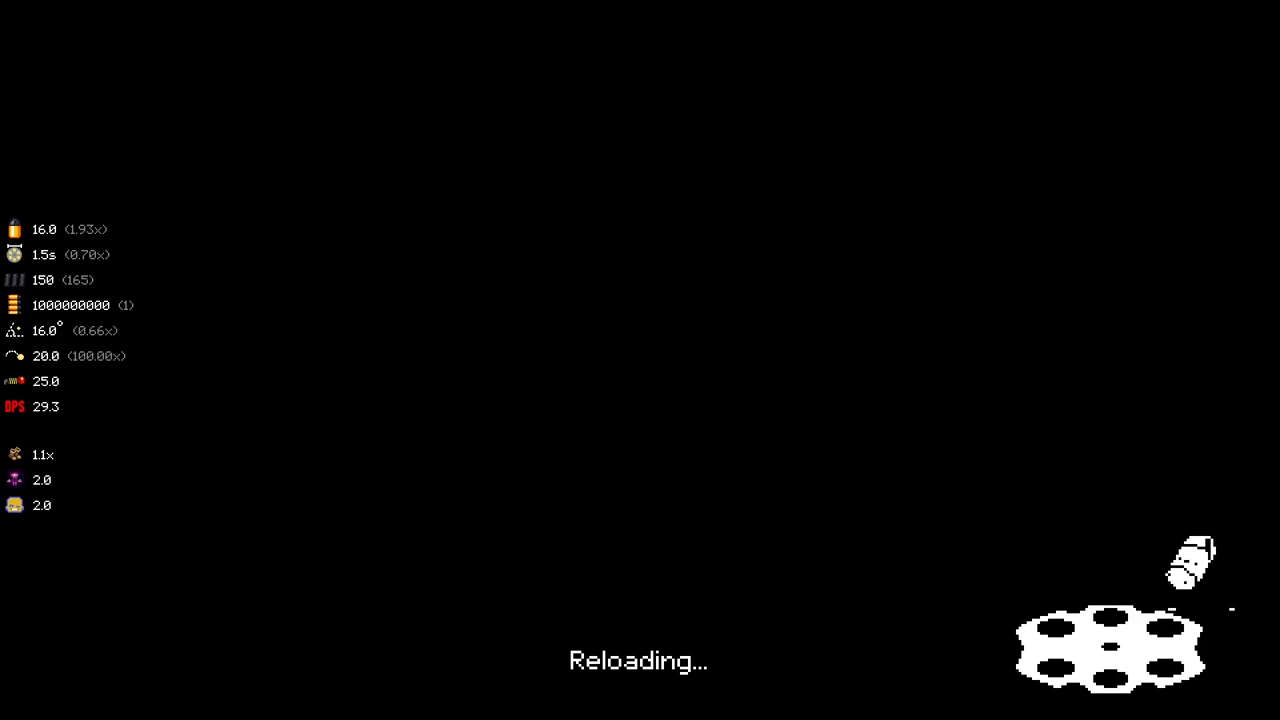 16.0 (1.93x)
1.5s (0.70x)
150 (165)
1000000000 (1)
16.0° (0.66x)
20.0 (100.00x)
25.0
DPS 29.3
1.1x
2.0
2.0
Reloading...